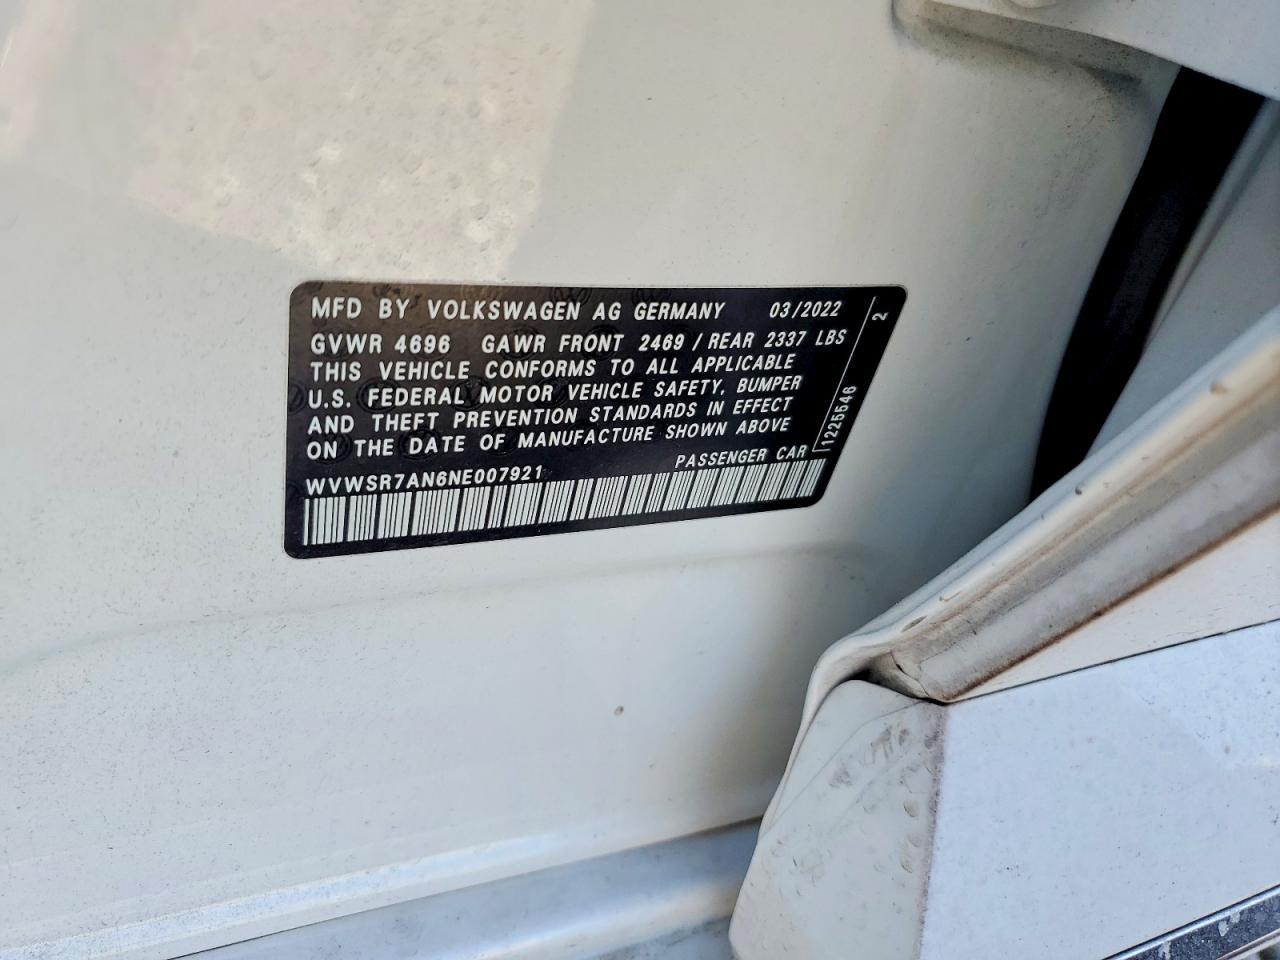 MFD BY VOLKSWAGEN AG GERMANY 03/2022
GVWR 4696 GAWR FRONT 2469 / REAR 2337 LBS
THIS VEHICLE CONFORMS TO ALL APPLICABLE
U.S. FEDERAL MOTOR VEHICLE SAFETY, BUMPER
AND THEFT PREVENTION STANDARDS IN EFFECT
ON THE DATE OF MANUFACTURE SHOWN ABOVE
WVWSR7AN6NE007921 PASSENGER CAR
1225546
2